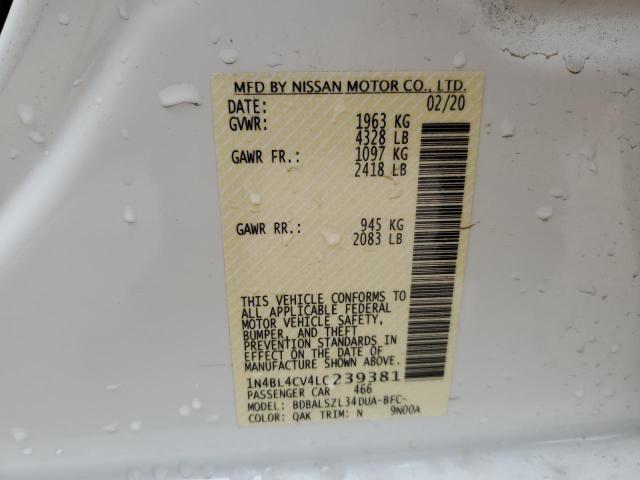 MFD BY NISSAN MOTOR CO., LTD.
DATE: 02/20
GVWR: 1963 KG
4328 LB
GAWR FR.: 1097 KG
2418 LB
GAWR RR.: 945 KG
2083 LB
THIS VEHICLE CONFORMS TO
ALL APPLICABLE FEDERAL
MOTOR VEHICLE SAFETY,
BUMPER, AND THEFT
PREVENTION STANDARDS
IN EFFECT ON THE DATE OF
MANUFACTURE SHOWN ABOVE.
1N4BL4CV4LC239381
PASSENGER CAR 466
MODEL: BDBALSZL34DUA-BFC-
COLOR: QAK TRIM: N 9N00A